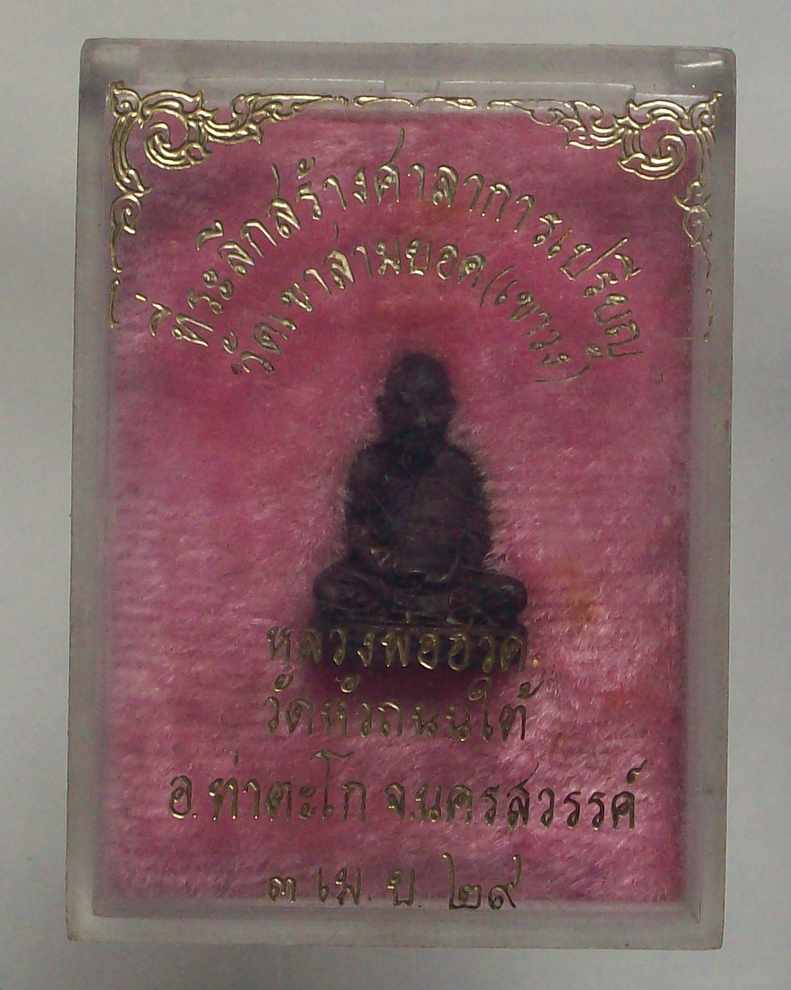 ที่ระลึกสร้างศาลาการเปรียญ
วัดเขาสามยอด(เขาวง)
หลวงพ่ออ๋วด.
วัดหัวถนนใต้
อ.ท่าตะโก จ.นครสวรรค์
๓ เม.ย. ๒๙